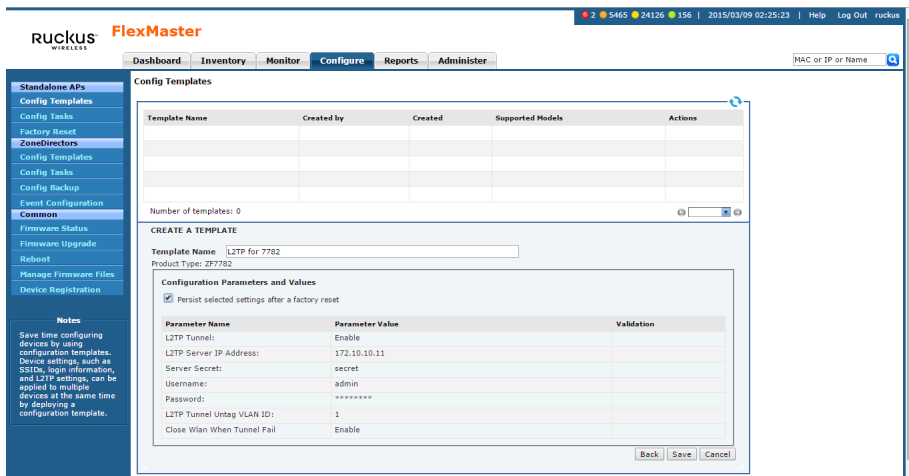 2 5465 24126 156 | 2015/03/09 02:25:23 | Help Log Out ruckus
RUCKUS WIRELESS FlexMaster
Dashboard Inventory Monitor Configure Reports Administer
MAC or IP or Name
Standalone APs
Config Templates
Config Tasks
Factory Reset
ZoneDirectors
Config Templates
Config Tasks
Config Backup
Event Configuration
Common
Firmware Status
Firmware Upgrade
Reboot
Manage Firmware Files
Device Registration
Notes
Save time configuring
devices by using
configuration templates.
Device settings, such as
SSIDs, login information,
and L2TP settings, can be
applied to multiple
devices at the same time
by deploying a
configuration template.
Config Templates
Template Name Created by Created Supported Models Actions
Number of templates: 0
CREATE A TEMPLATE
Template Name L2TP for 7782
Product Type: ZF7782
Configuration Parameters and Values
Persist selected settings after a factory reset
Parameter Name Parameter Value Validation
L2TP Tunnel: Enable
L2TP Server IP Address: 172.10.10.11
Server Secret: secret
Username: admin
Password: ********
L2TP Tunnel Untag VLAN ID: 1
Close Wlan When Tunnel Fail Enable
Back Save Cancel